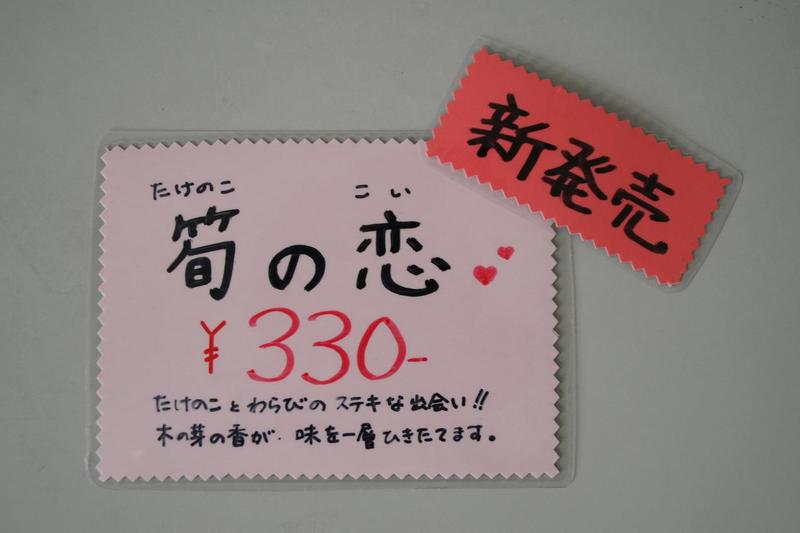 新発売
たけのこ こい
筍の恋
¥330-
たけのことわらびのステキな出会い!!
木の芽の香が、味を一層ひきたてます。